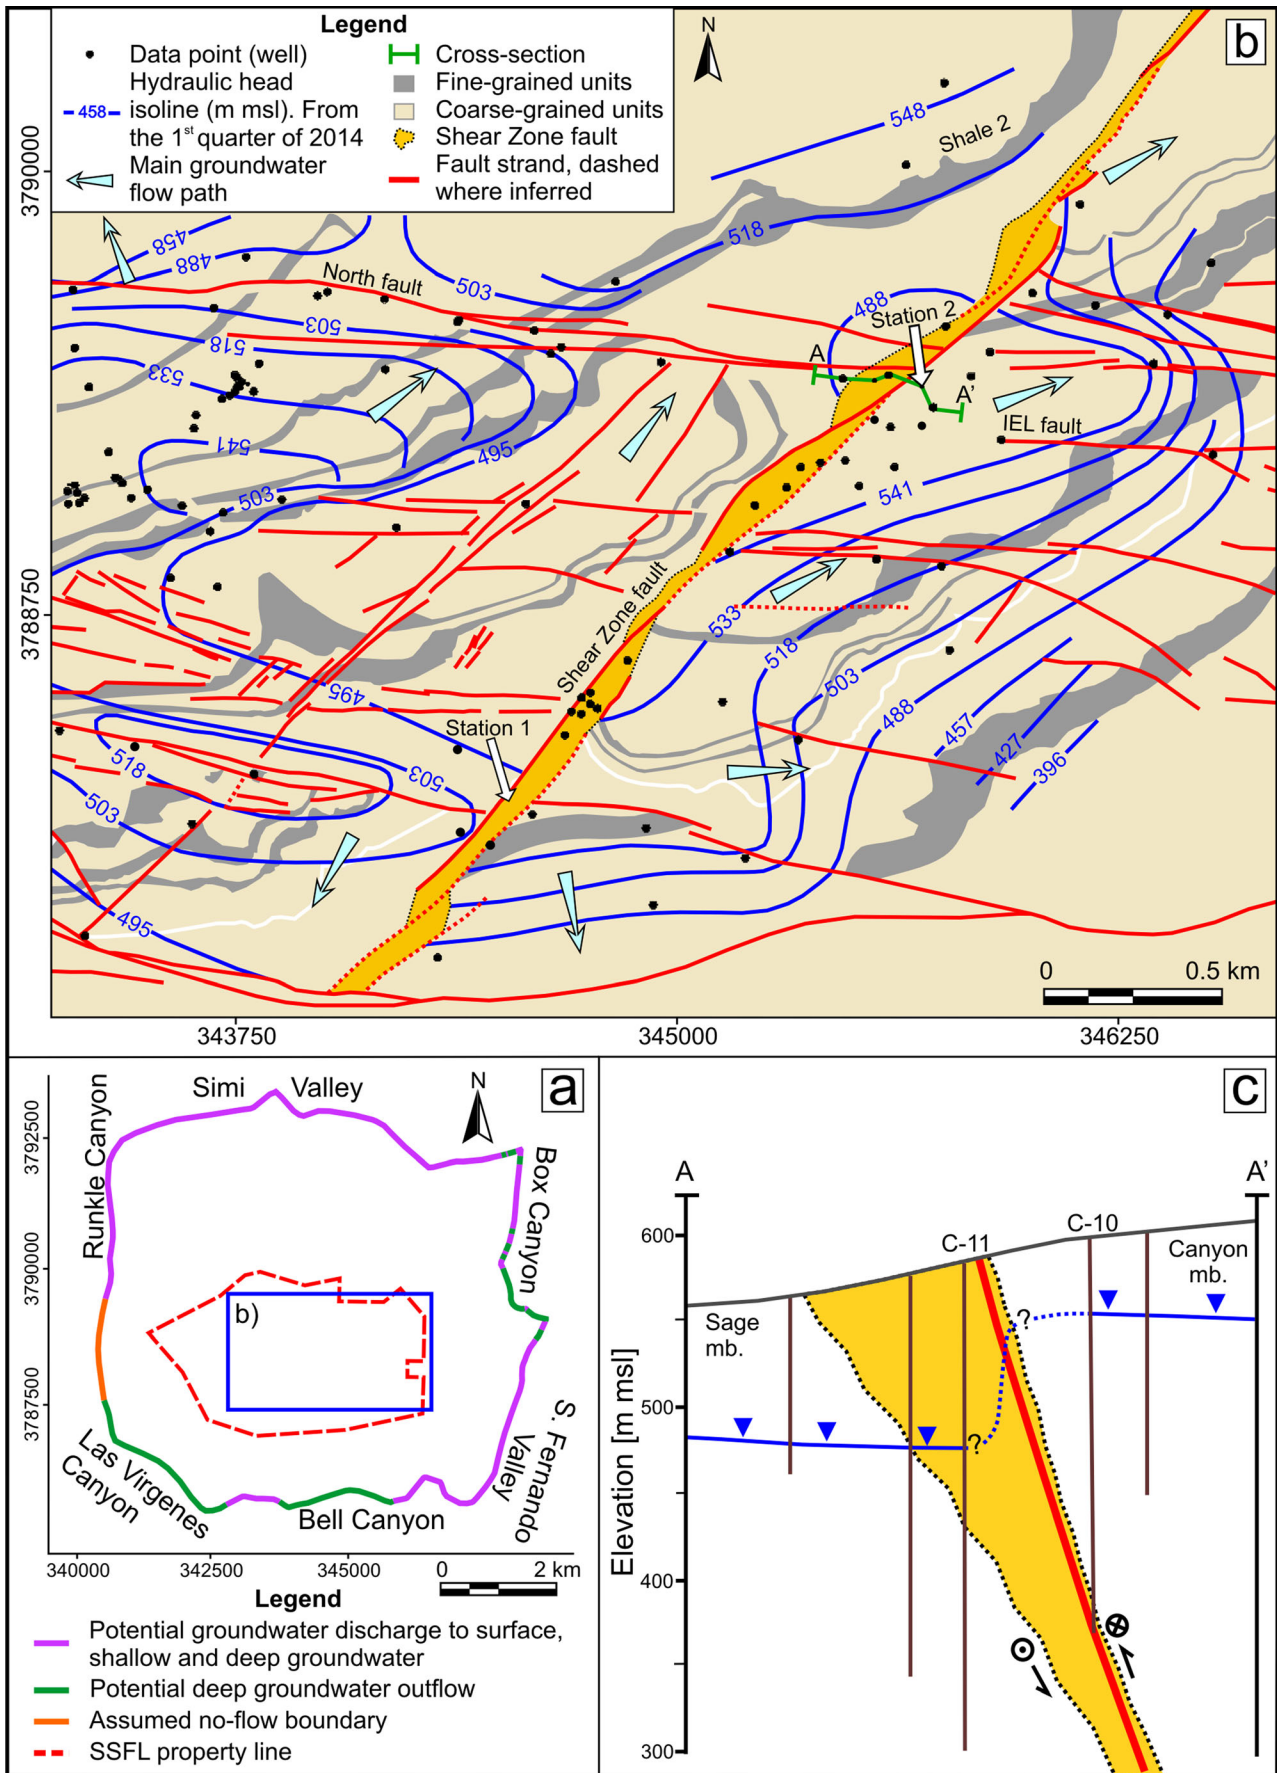 Legend
Data point (well)
Hydraulic head
458
isoline (m msl). From
the 1st quarter of 2014
Main groundwater
flow path
Cross-section
Fine-grained units
Coarse-grained units
Shear Zone fault
Fault strand, dashed
where inferred
N
b
548
Shale 2
3790000
458
488
518
North fault
503
488
Station 2
503
518
533
A
A'
IEL fault
541
495
503
541
3788750
Shear Zone fault
533
518
503
495
Station 1
488
457
427
396
518
503
503
495
0
0.5 km
343750
345000
346250
Simi Valley
N
a
3792500
Runkle Canyon
Box Canyon
3790000
b)
3787500
Las Virgenes
Canyon
Bell Canyon
S. Fernando
Valley
340000
342500
345000
0
2 km
Legend
Potential groundwater discharge to surface,
shallow and deep groundwater
Potential deep groundwater outflow
Assumed no-flow boundary
SSFL property line
c
A
A'
C-10
C-11
600
Canyon
mb.
Sage
mb.
?
500
?
Elevation [m msl]
400
300